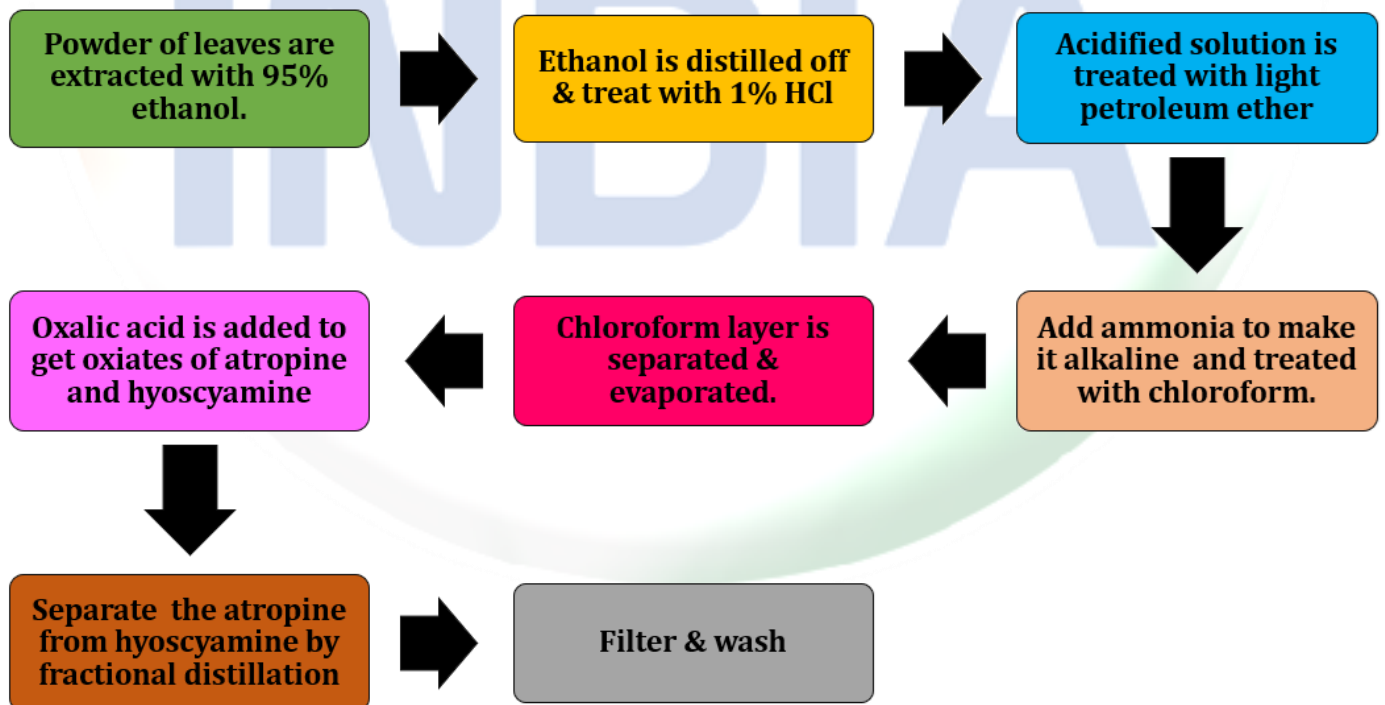 Powder of leaves are
extracted with 95%
ethanol.
Ethanol is distilled off
& treat with 1% HCl
Acidified solution is
treated with light
petroleum ether
Add ammonia to make
it alkaline and treated
with chloroform.
Chloroform layer is
separated &
evaporated.
Oxalic acid is added to
get oxiates of atropine
and hyoscyamine
Separate the atropine
from hyoscyamine by
fractional distillation
Filter & wash
INDIA